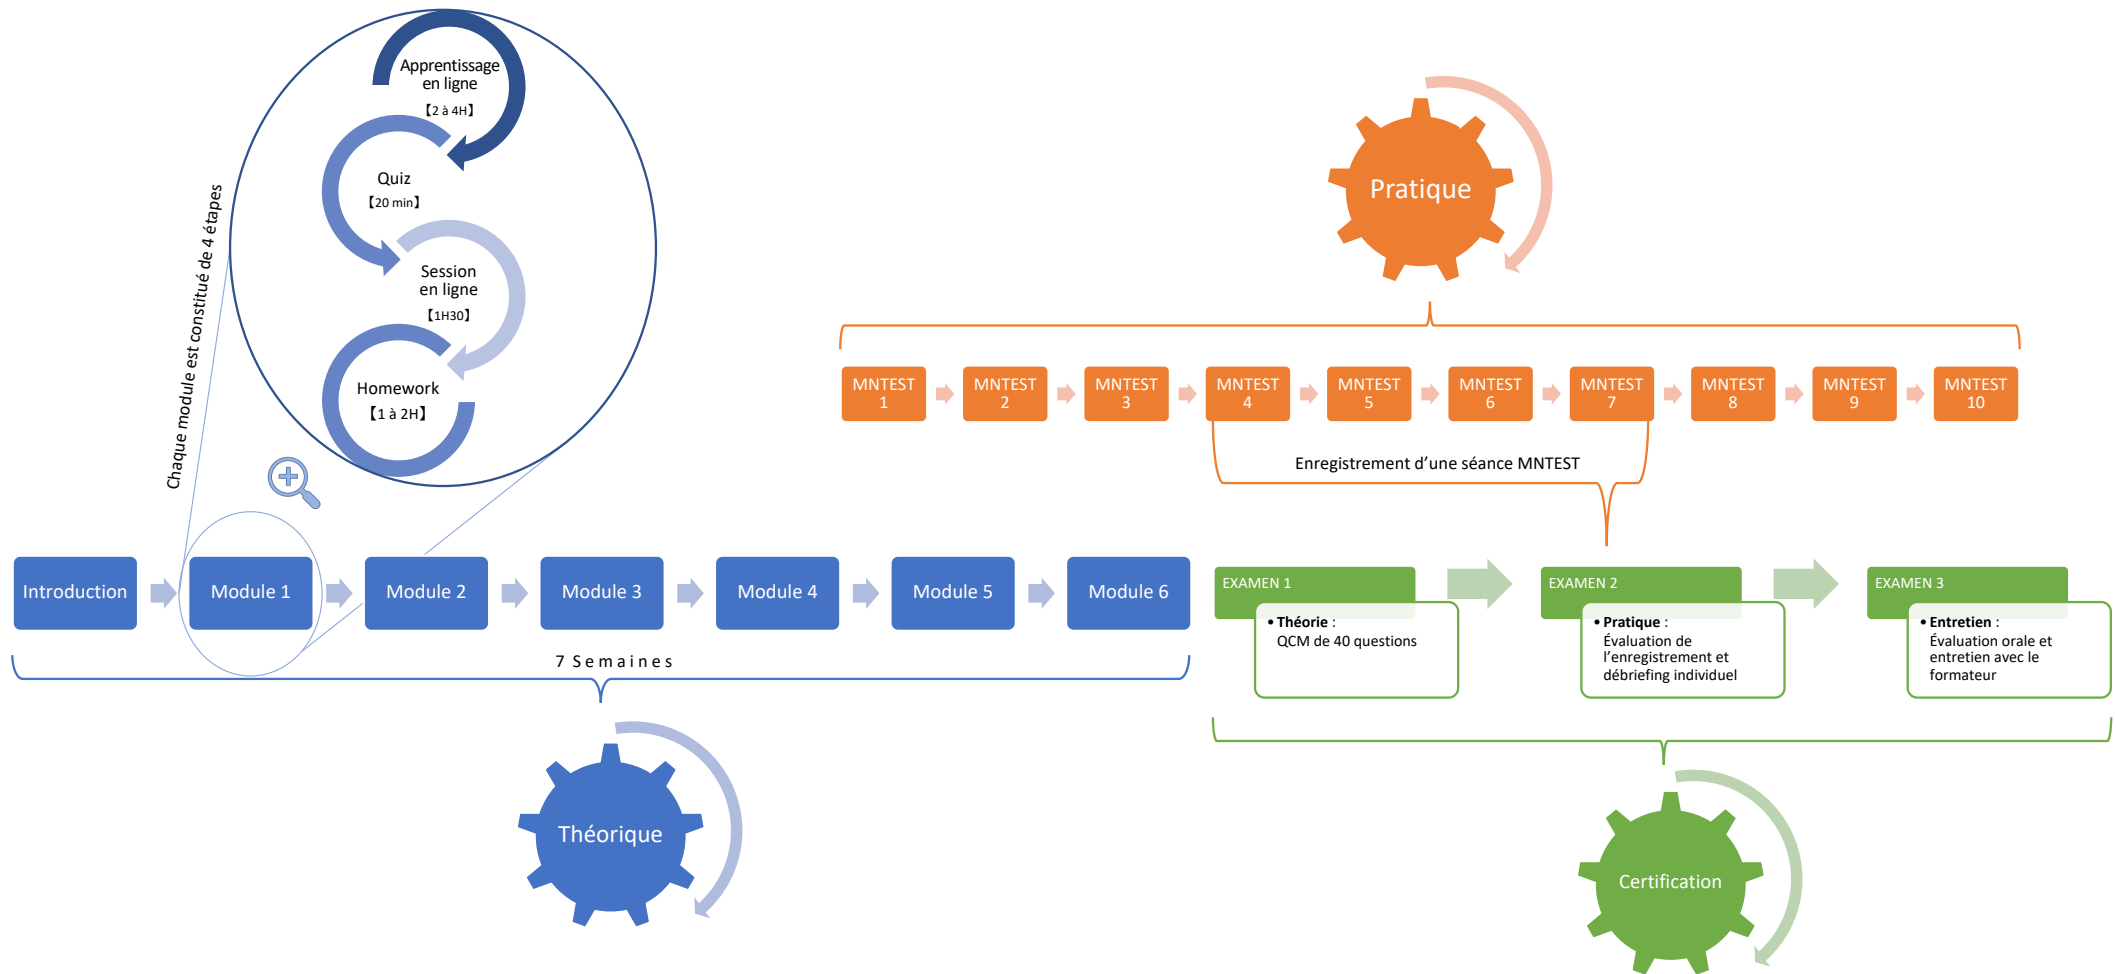 Apprentissage
en ligne
【2 à 4H】
Quiz
【20 min】
Session
en ligne
【1H30】
Homework
【1 à 2H】
Chaque module est constitué de 4 étapes
Introduction
Module 1
Module 2
Module 3
Module 4
Module 5
Module 6
7 Semaines
Théorique
Pratique
MNTEST
1
MNTEST
2
MNTEST
3
MNTEST
4
MNTEST
5
MNTEST
6
MNTEST
7
MNTEST
8
MNTEST
9
MNTEST
10
Enregistrement d’une séance MNTEST
EXAMEN 1
• Théorie :
QCM de 40 questions
EXAMEN 2
• Pratique :
Évaluation de
l’enregistrement et
débriefing individuel
EXAMEN 3
• Entretien :
Évaluation orale et
entretien avec le
formateur
Certification